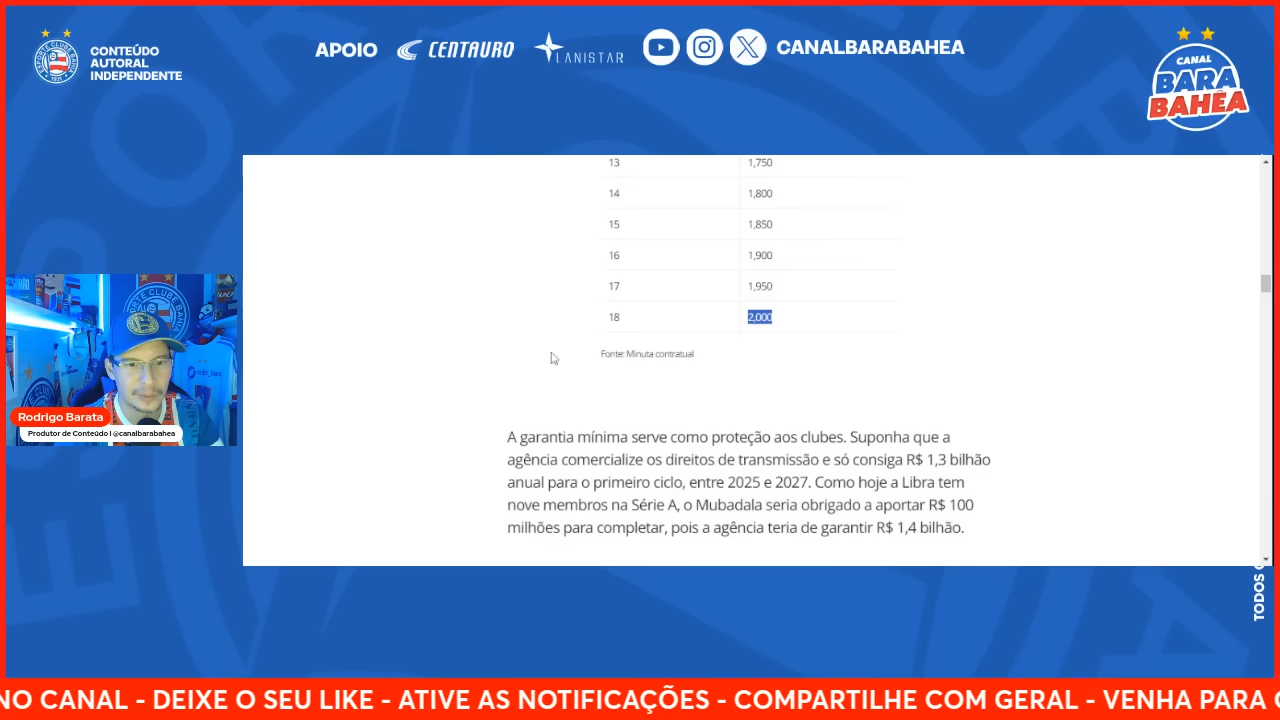 ESPORTE CLUBE BAHIA
1931
CONTEÚDO
AUTORAL
INDEPENDENTE
APOIO
CENTAURO
LANISTAR
CANALBARABAHEA
CANAL
BARA
BAHÊA
13 1,750
14 1,800
15 1,850
16 1,900
17 1,950
18 2,000
Fonte: Minuta contratual
A garantia mínima serve como proteção aos clubes. Suponha que a
agência comercialize os direitos de transmissão e só consiga R$ 1,3 bilhão
anual para o primeiro ciclo, entre 2025 e 2027. Como hoje a Libra tem
nove membros na Série A, o Mubadala seria obrigado a aportar R$ 100
milhões para completar, pois a agência teria de garantir R$ 1,4 bilhão.
Rodrigo Barata
Produtor de Conteúdo | @canalbarabahea
TODOS
NO CANAL - DEIXE O SEU LIKE - ATIVE AS NOTIFICAÇÕES - COMPARTILHE COM GERAL - VENHA PARA